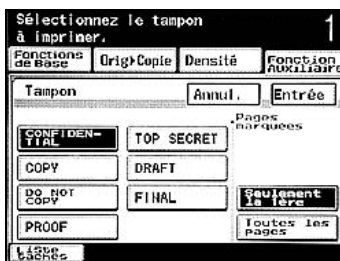 Sélectionnez le tampon
à imprimer.
1
Fonctions
de Base
Orig›Copie
Densité
Fonction
Auxiliaire
Tampon
Annul.
Entrée
Pages
marquées
CONFIDEN-
TIAL
TOP SECRET
COPY
DRAFT
DO NOT
COPY
FINAL
Seulement
la 1ère
PROOF
Toutes les
pages
Liste
tâches